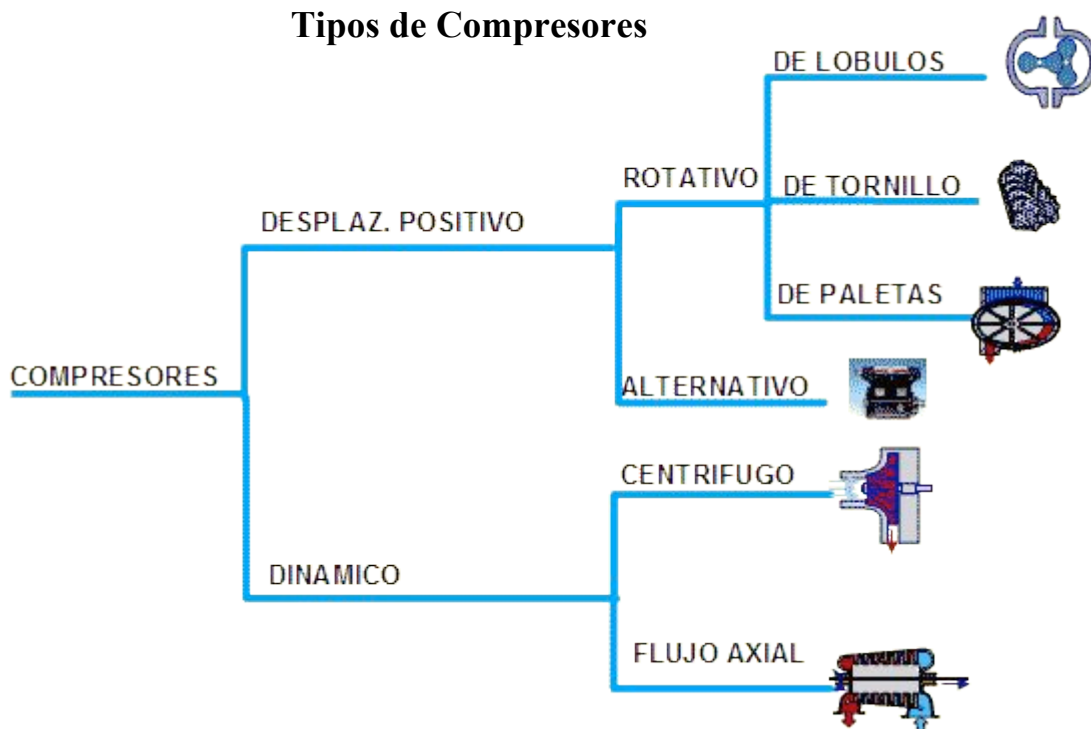 Tipos de Compresores
DE LOBULOS
ROTATIVO
DE TORNILLO
DESPLAZ. POSITIVO
DE PALETAS
COMPRESORES
ALTERNATIVO
CENTRIFUGO
DINAMICO
FLUJO AXIAL